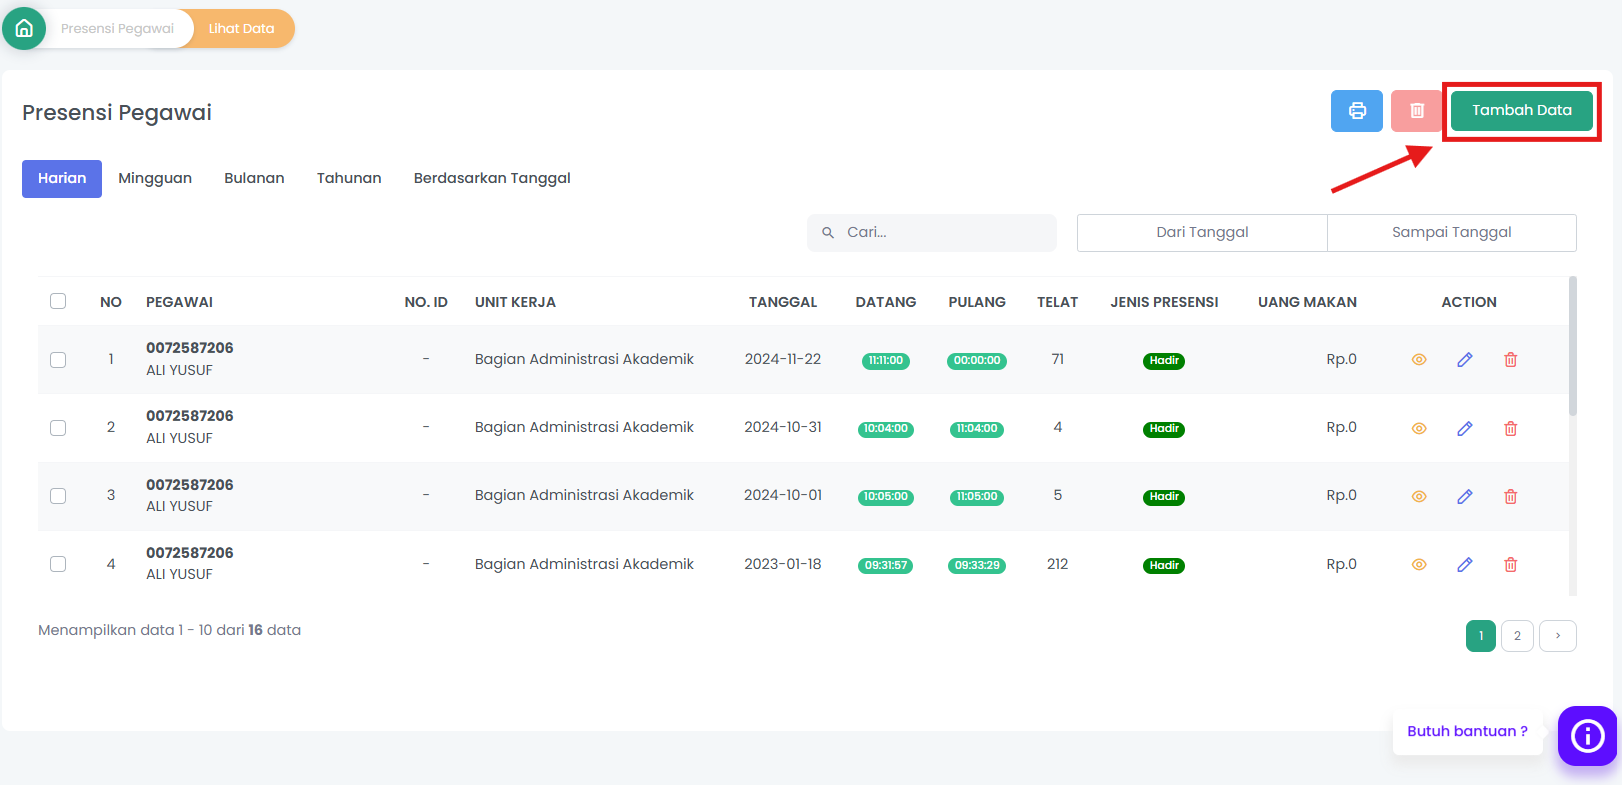 Presensi Pegawai Lihat Data
Presensi Pegawai Tambah Data
Harian Mingguan Bulanan Tahunan Berdasarkan Tanggal
Cari... Dari Tanggal Sampai Tanggal
NO PEGAWAI NO. ID UNIT KERJA TANGGAL DATANG PULANG TELAT JENIS PRESENSI UANG MAKAN ACTION
1 0072587206 ALI YUSUF - Bagian Administrasi Akademik 2024-11-22 11:11:00 00:00:00 71 Hadir Rp.0
2 0072587206 ALI YUSUF - Bagian Administrasi Akademik 2024-10-31 10:04:00 11:04:00 4 Hadir Rp.0
3 0072587206 ALI YUSUF - Bagian Administrasi Akademik 2024-10-01 10:05:00 11:05:00 5 Hadir Rp.0
4 0072587206 ALI YUSUF - Bagian Administrasi Akademik 2023-01-18 09:31:57 09:33:29 212 Hadir Rp.0
Menampilkan data 1 - 10 dari 16 data 1 2 >
Butuh bantuan ?